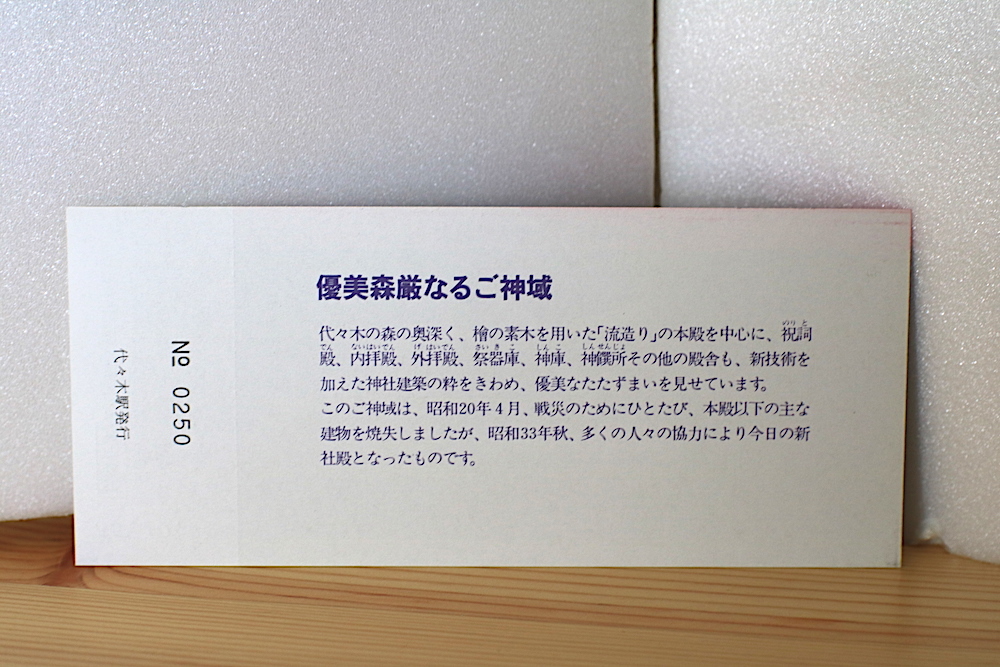 優美森厳なるご神域
代々木の森の奥深く、檜の素木を用いた「流造り」の本殿を中心に、祝詞
殿、内拝殿、外拝殿、祭器庫、神庫、神饌所その他の殿舎も、新技術を
加えた神社建築の粋をきわめ、優美なたたずまいを見せています。
このご神域は、昭和20年4月、戦災のためにひとたび、本殿以下の主な
建物を焼失しましたが、昭和33年秋、多くの人々の協力により今日の新
社殿となったものです。
№ 0250
代々木駅発行